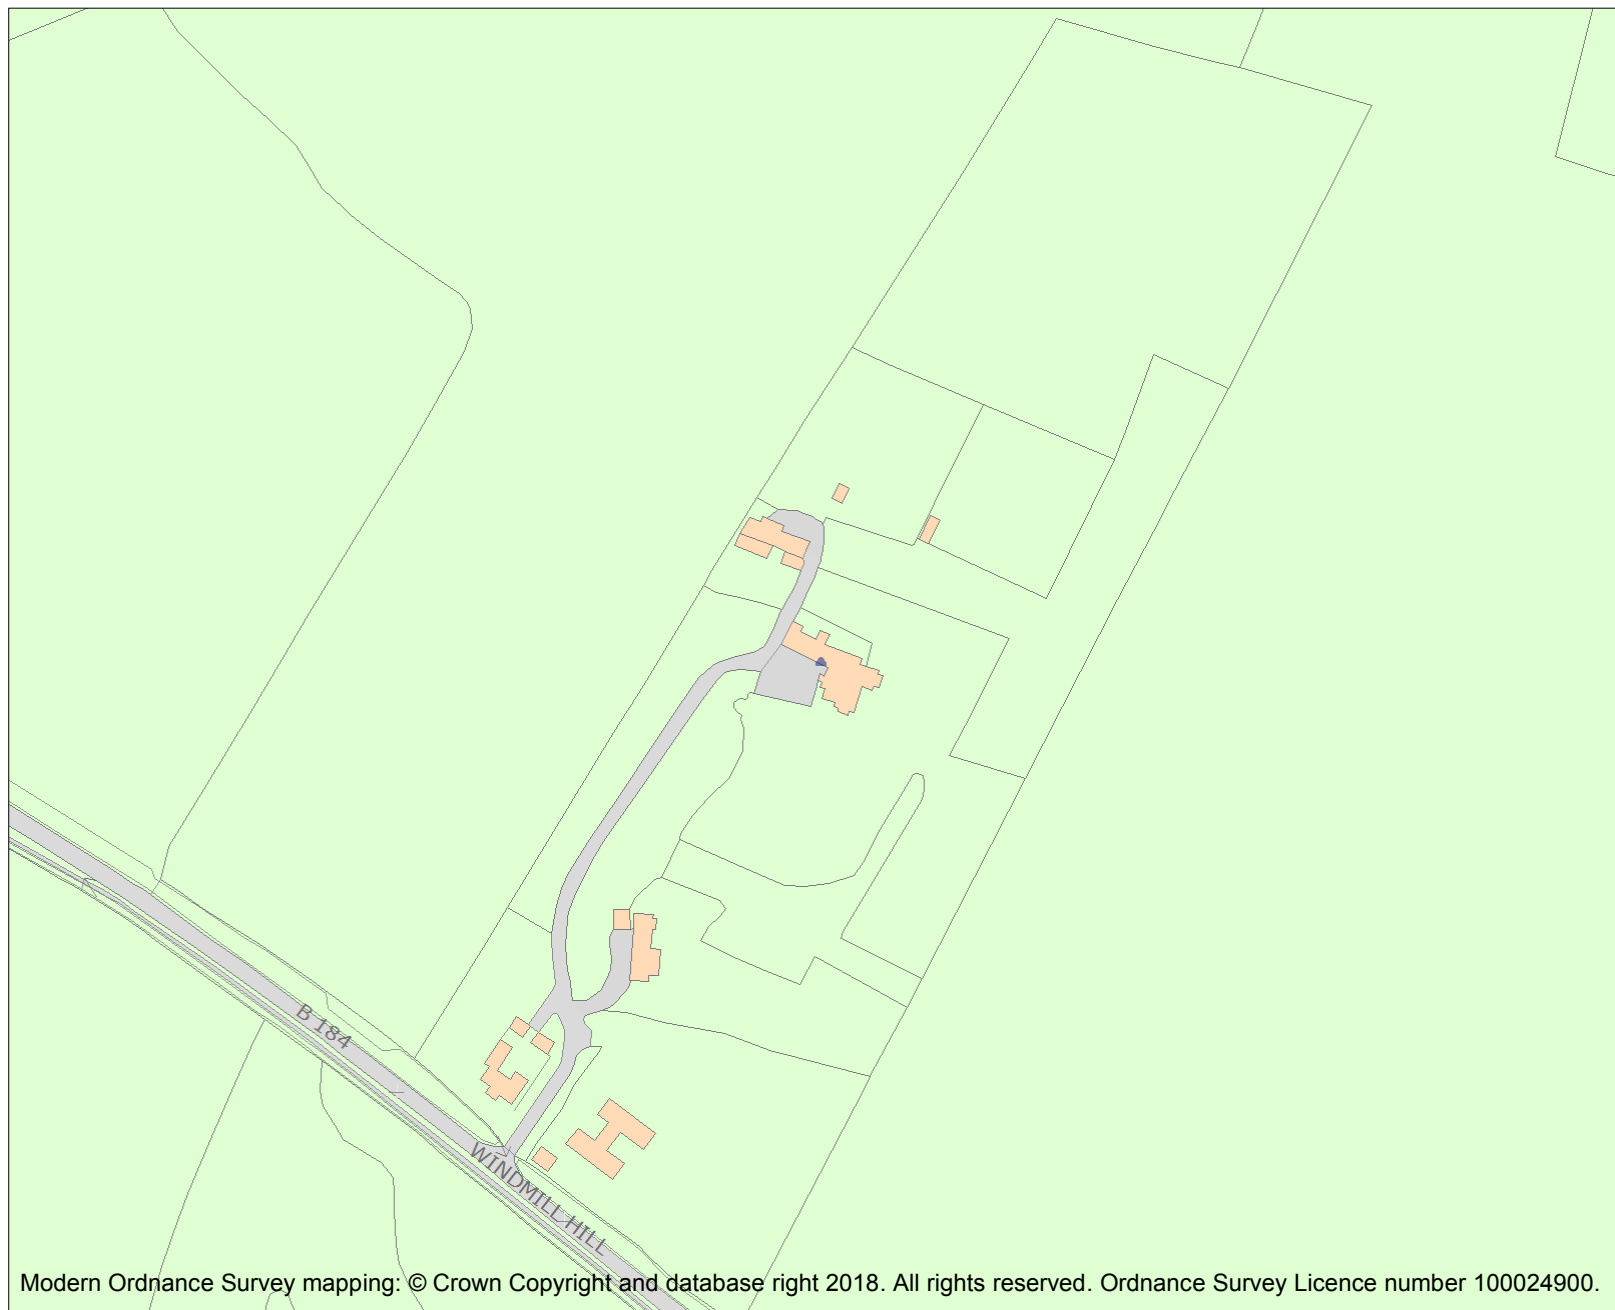 B 184
WINDMILL HILL
Modern Ordnance Survey mapping: © Crown Copyright and database right 2018. All rights reserved. Ordnance Survey Licence number 100024900.